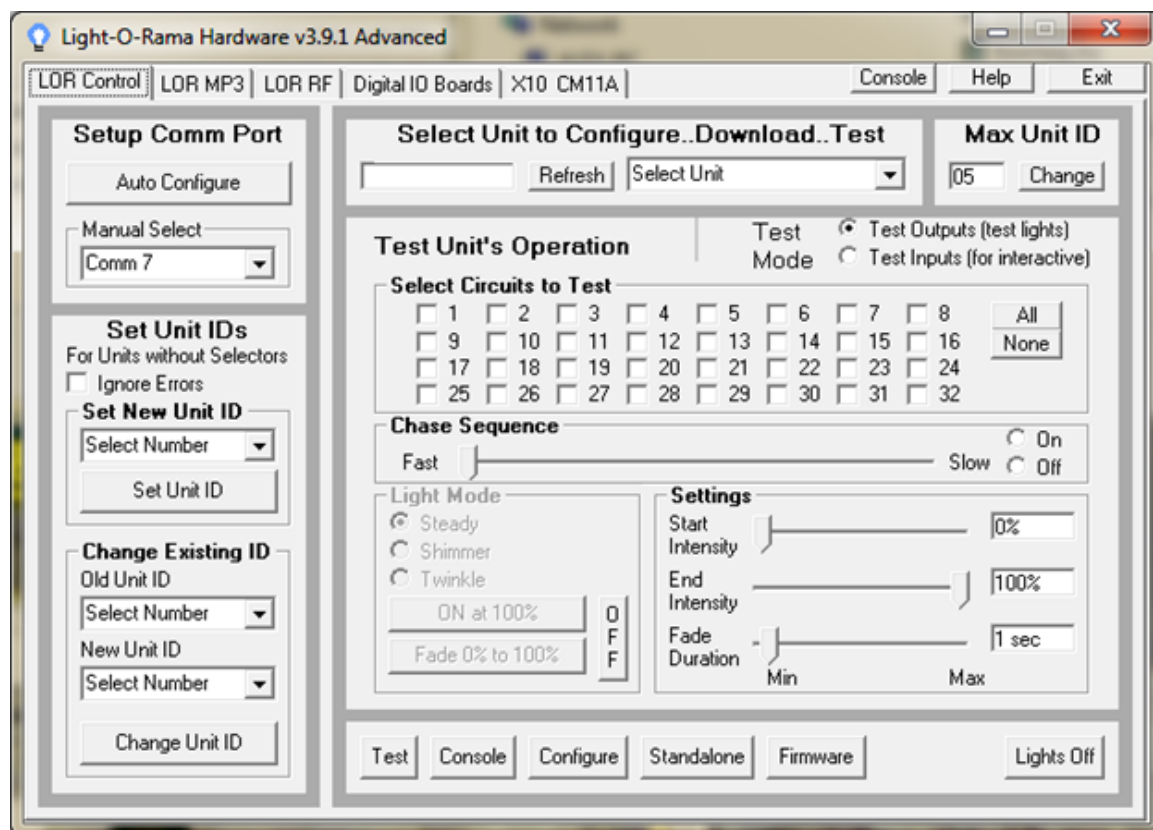 Light-O-Rama Hardware v3.9.1 Advanced
LOR Control LOR MP3 LOR RF Digital IO Boards X10 CM11A Console Help Exit
Setup Comm Port
Auto Configure
Manual Select
Comm 7
Set Unit IDs
For Units without Selectors
Ignore Errors
Set New Unit ID
Select Number
Set Unit ID
Change Existing ID
Old Unit ID
Select Number
New Unit ID
Select Number
Change Unit ID
Select Unit to Configure..Download..Test
Refresh Select Unit
Max Unit ID
05 Change
Test Unit's Operation
Test Mode
Test Outputs (test lights)
Test Inputs (for interactive)
Select Circuits to Test
1 2 3 4 5 6 7 8 All
9 10 11 12 13 14 15 16 None
17 18 19 20 21 22 23 24
25 26 27 28 29 30 31 32
Chase Sequence
Fast Slow
On
Off
Light Mode
Steady
Shimmer
Twinkle
ON at 100%
Fade 0% to 100%
OFF
Settings
Start Intensity 0%
End Intensity 100%
Fade Duration 1 sec
Min Max
Test Console Configure Standalone Firmware Lights Off